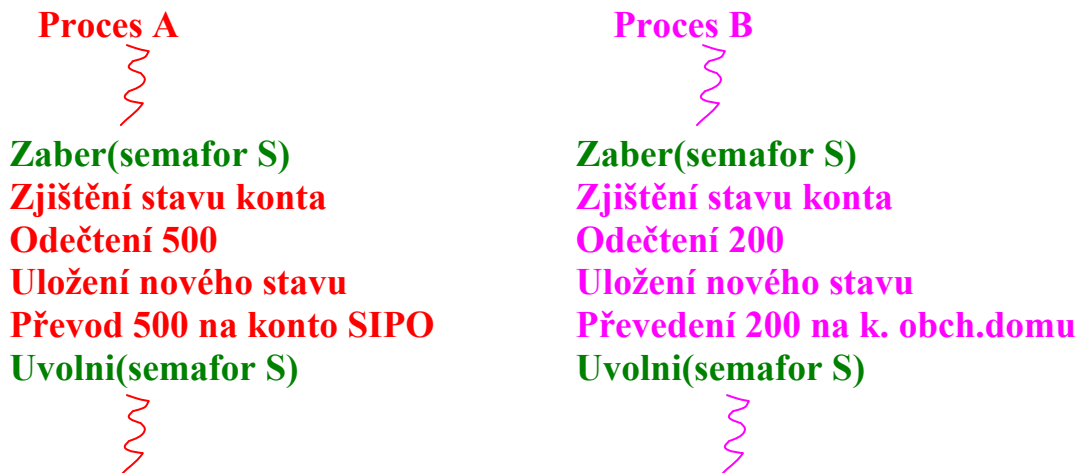 Proces A
Zaber(semafor S)
Zjištění stavu konta
Odečtení 500
Uložení nového stavu
Převod 500 na konto SIPO
Uvolni(semafor S)
Proces B
Zaber(semafor S)
Zjištění stavu konta
Odečtení 200
Uložení nového stavu
Převedení 200 na k. obch.domu
Uvolni(semafor S)